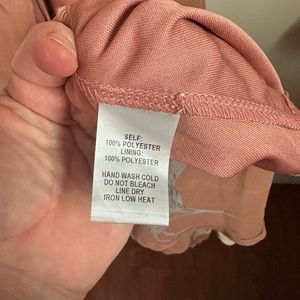 SELF:
100% POLYESTER
LINING:
100% POLYESTER
HAND WASH COLD
DO NOT BLEACH
LINE DRY
IRON LOW HEAT